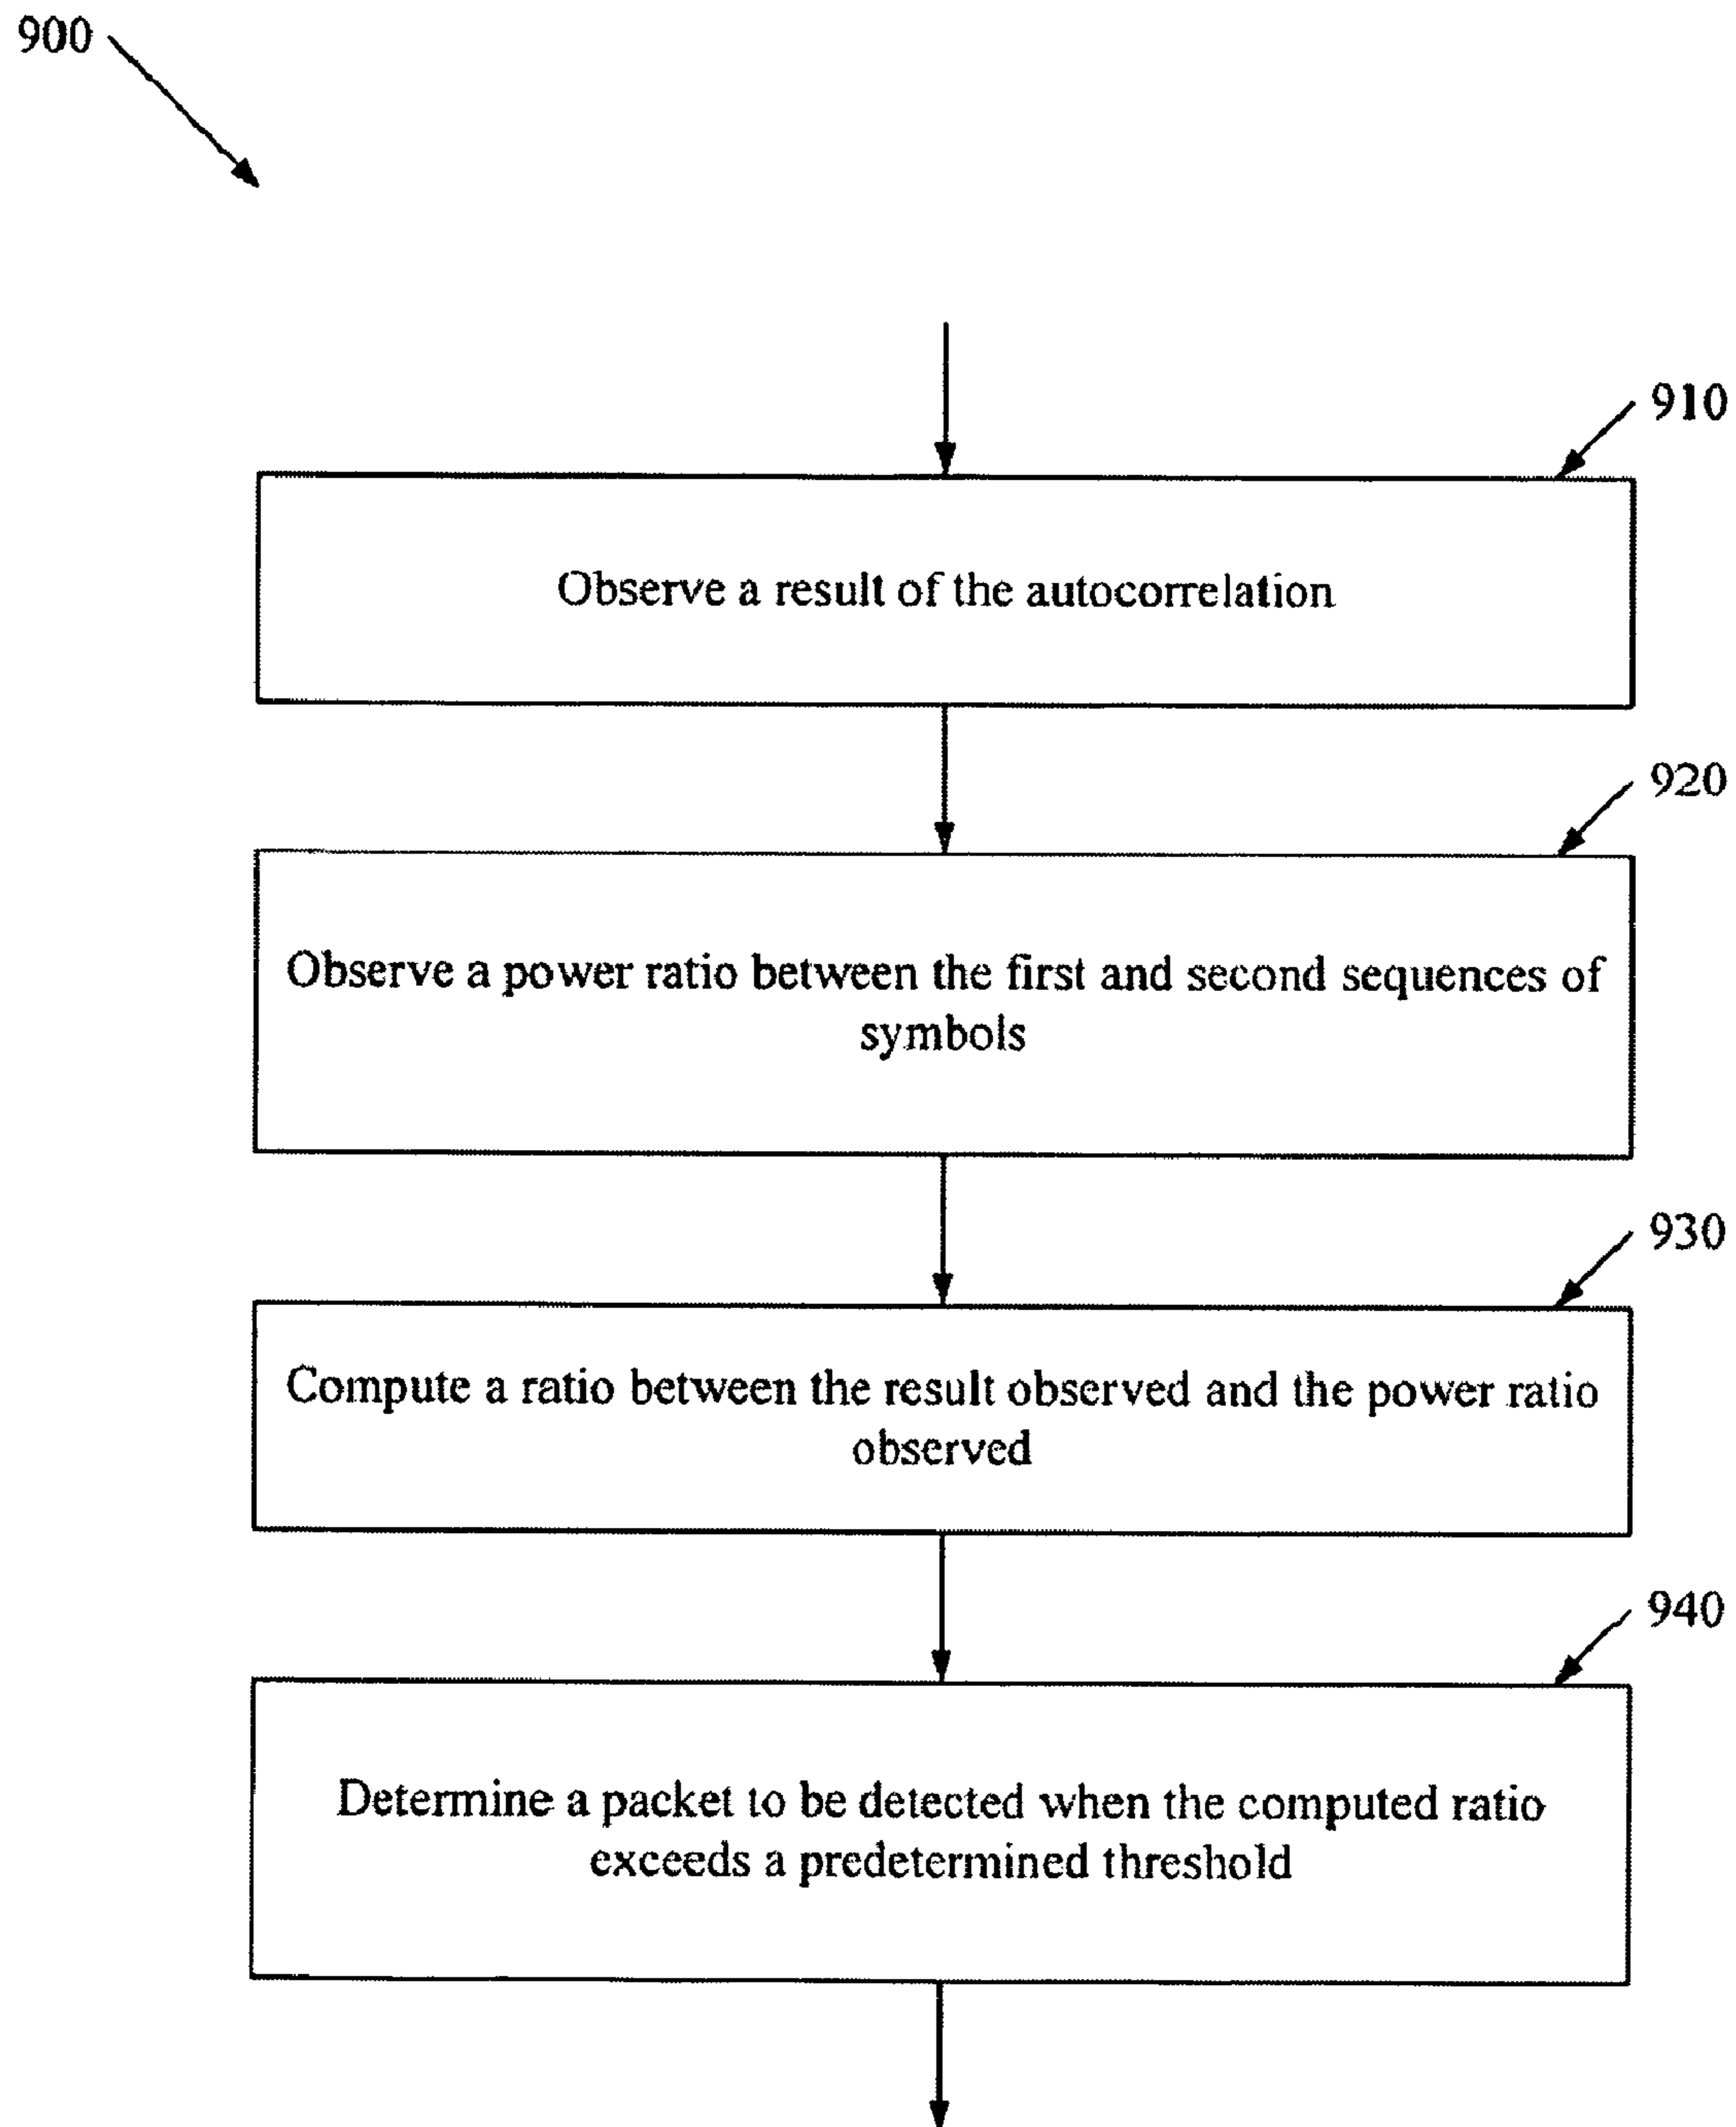 900
910
Observe a result of the autocorrelation
920
Observe a power ratio between the first and second sequences of
symbols
930
Compute a ratio between the result observed and the power ratio
observed
940
Determine a packet to be detected when the computed ratio
exceeds a predetermined threshold